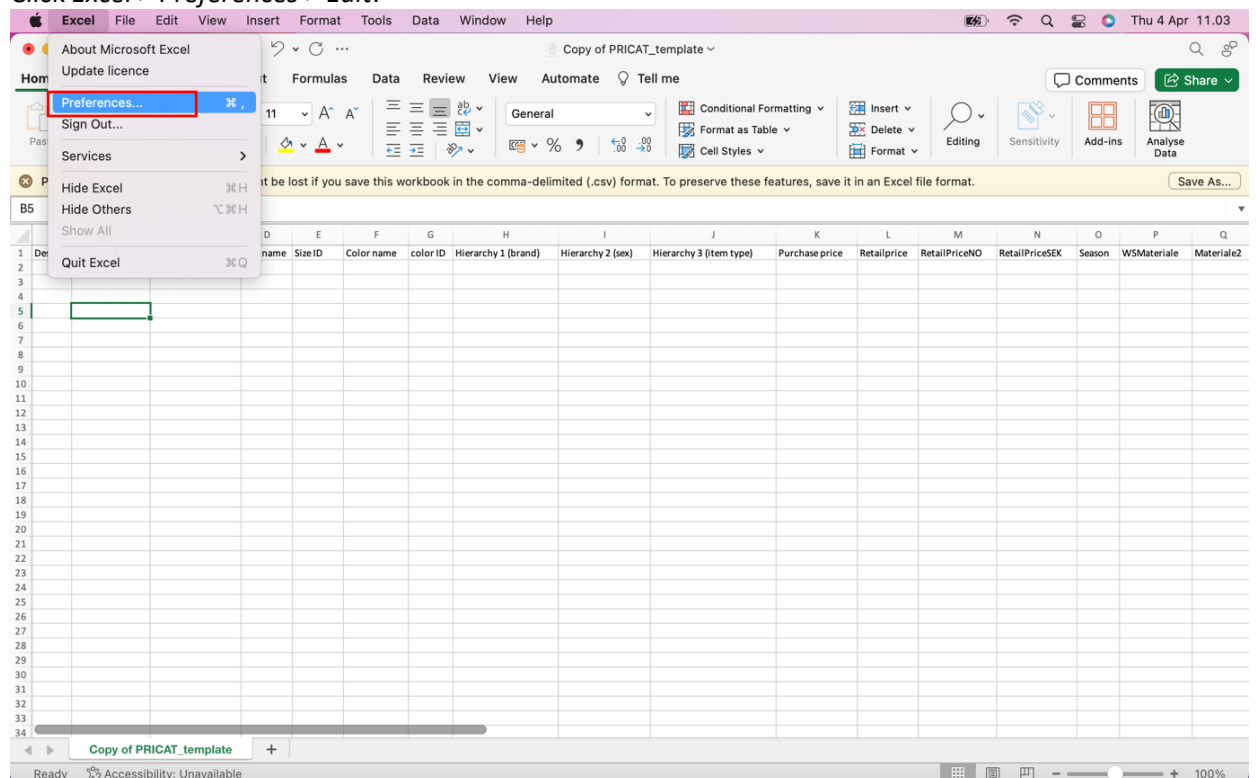 Click Excel > Preferences > Edit.
Excel File Edit View Insert Format Tools Data Window Help Thu 4 Apr 11.03
About Microsoft Excel
Update licence
Preferences... ⌘ ,
Sign Out...
Services >
Hide Excel ⌘H
Hide Others ⌥⌘H
Show All
Quit Excel ⌘Q
Copy of PRICAT_template
Formulas Data Review View Automate Tell me Comments Share
11 A^ Aˇ ab General Conditional Formatting Insert
Format as Table Delete Editing Sensitivity Add-ins Analyse Data
A % Cell Styles Format
be lost if you save this workbook in the comma-delimited (.csv) format. To preserve these features, save it in an Excel file format. Save As...
B5
D E F G H I J K L M N O P Q
1 name Size ID Color name color ID Hierarchy 1 (brand) Hierarchy 2 (sex) Hierarchy 3 (item type) Purchase price Retailprice RetailPriceNO RetailPriceSEK Season WSMateriale Materiale2
2
3
4
5
6
7
8
9
10
11
12
13
14
15
16
17
18
19
20
21
22
23
24
25
26
27
28
29
30
31
32
33
34
Copy of PRICAT_template +
Ready Accessibility: Unavailable - + 100%